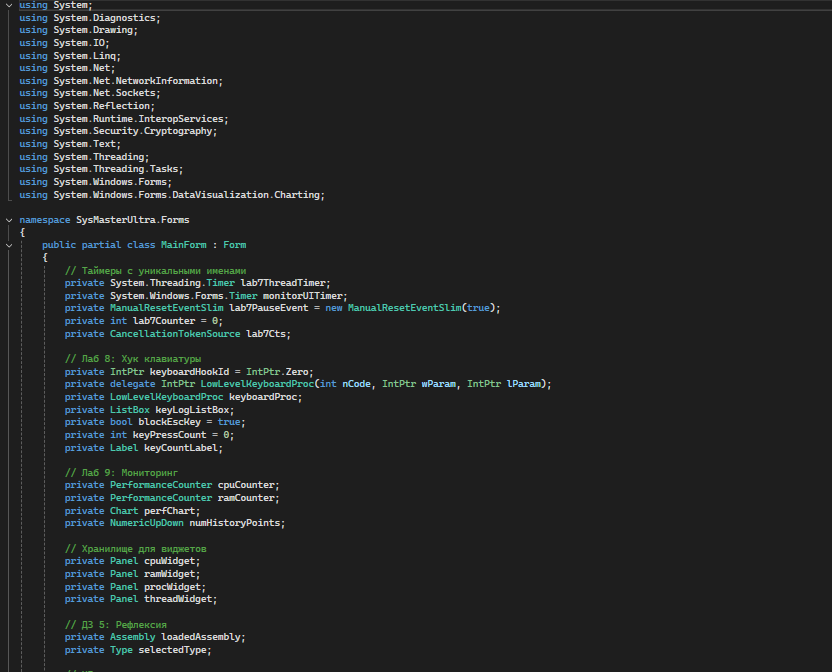 using System;
using System.Diagnostics;
using System.Drawing;
using System.IO;
using System.Linq;
using System.Net;
using System.Net.NetworkInformation;
using System.Net.Sockets;
using System.Reflection;
using System.Runtime.InteropServices;
using System.Security.Cryptography;
using System.Text;
using System.Threading;
using System.Threading.Tasks;
using System.Windows.Forms;
using System.Windows.Forms.DataVisualization.Charting;
namespace SysMasterUltra.Forms
{
public partial class MainForm : Form
{
// Таймеры с уникальными именами
private System.Threading.Timer lab7ThreadTimer;
private System.Windows.Forms.Timer monitorUITimer;
private ManualResetEventSlim lab7PauseEvent = new ManualResetEventSlim(true);
private int lab7Counter = 0;
private CancellationTokenSource lab7Cts;
// Лаб 8: Хук клавиатуры
private IntPtr keyboardHookId = IntPtr.Zero;
private delegate IntPtr LowLevelKeyboardProc(int nCode, IntPtr wParam, IntPtr lParam);
private LowLevelKeyboardProc keyboardProc;
private ListBox keyLogListBox;
private bool blockEscKey = true;
private int keyPressCount = 0;
private Label keyCountLabel;
// Лаб 9: Мониторинг
private PerformanceCounter cpuCounter;
private PerformanceCounter ramCounter;
private Chart perfChart;
private NumericUpDown numHistoryPoints;
// Хранилище для виджетов
private Panel cpuWidget;
private Panel ramWidget;
private Panel procWidget;
private Panel threadWidget;
// ДЗ 5: Рефлексия
private Assembly loadedAssembly;
private Type selectedType;